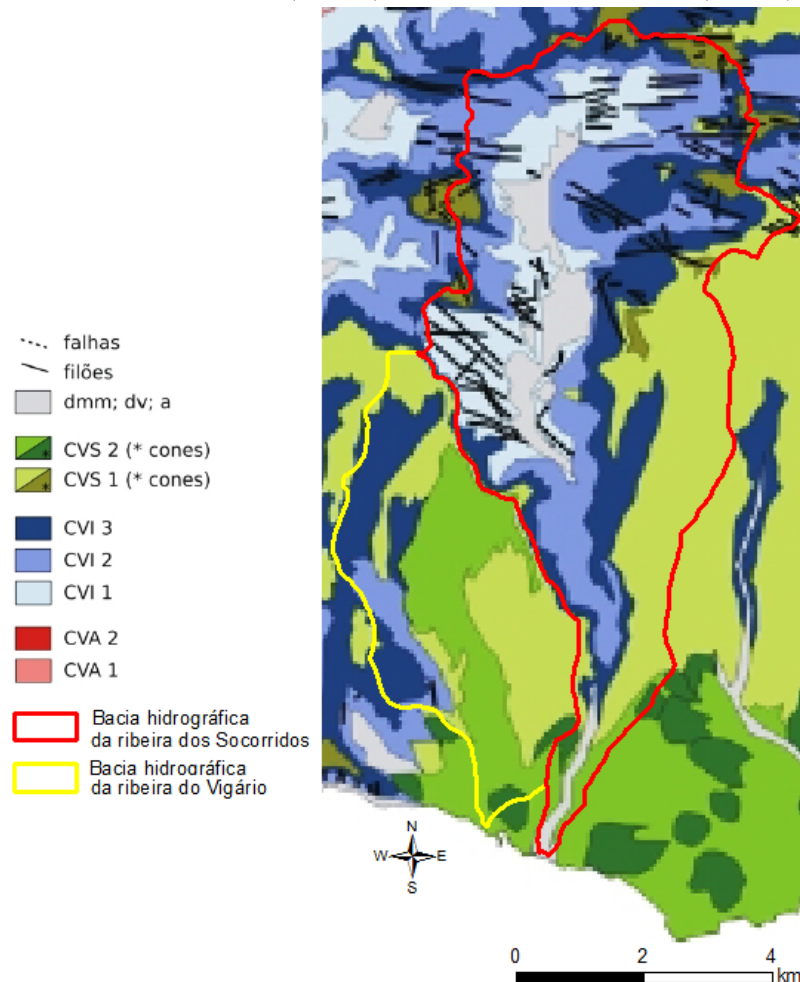 falhas
filões
dmm; dv; a
CVS 2 (* cones)
CVS 1 (* cones)
CVI 3
CVI 2
CVI 1
CVA 2
CVA 1
Bacia hidrográfica
da ribeira dos Socorridos
Bacia hidrográfica
da ribeira do Vigário
N
W E
S
0 2 4
km